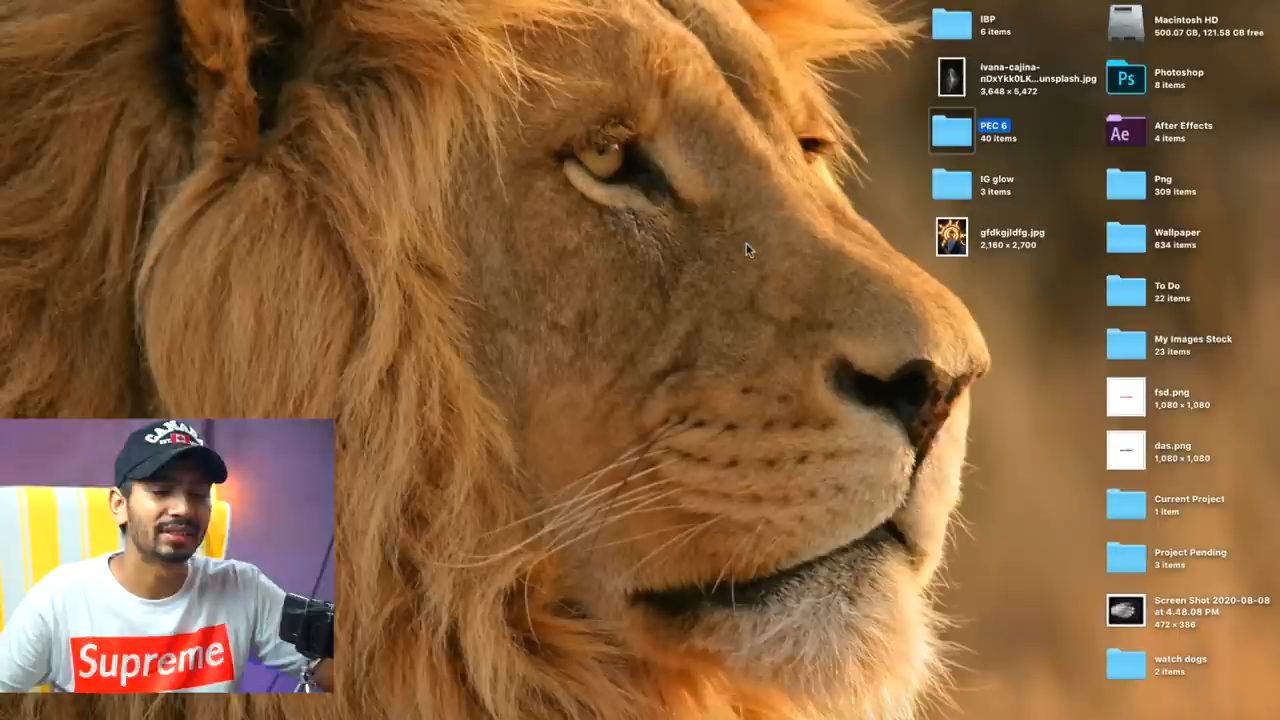 IBP
6 items
ivana-cajina-
nDxYkk0LK...unsplash.jpg
3,648 × 5,472
PEC 6
40 items
IG glow
3 items
gfdkgjldfg.jpg
2,160 × 2,700
Macintosh HD
500.07 GB, 121.58 GB free
Ps
Photoshop
8 items
Ae
After Effects
4 items
Png
309 items
Wallpaper
634 items
To Do
22 items
My Images Stock
23 items
fsd.png
1,080 × 1,080
das.png
1,080 × 1,080
Current Project
1 item
Project Pending
3 items
Screen Shot 2020-08-08
at 4.48.08 PM
472 × 386
watch dogs
2 items
CANADA
Supreme